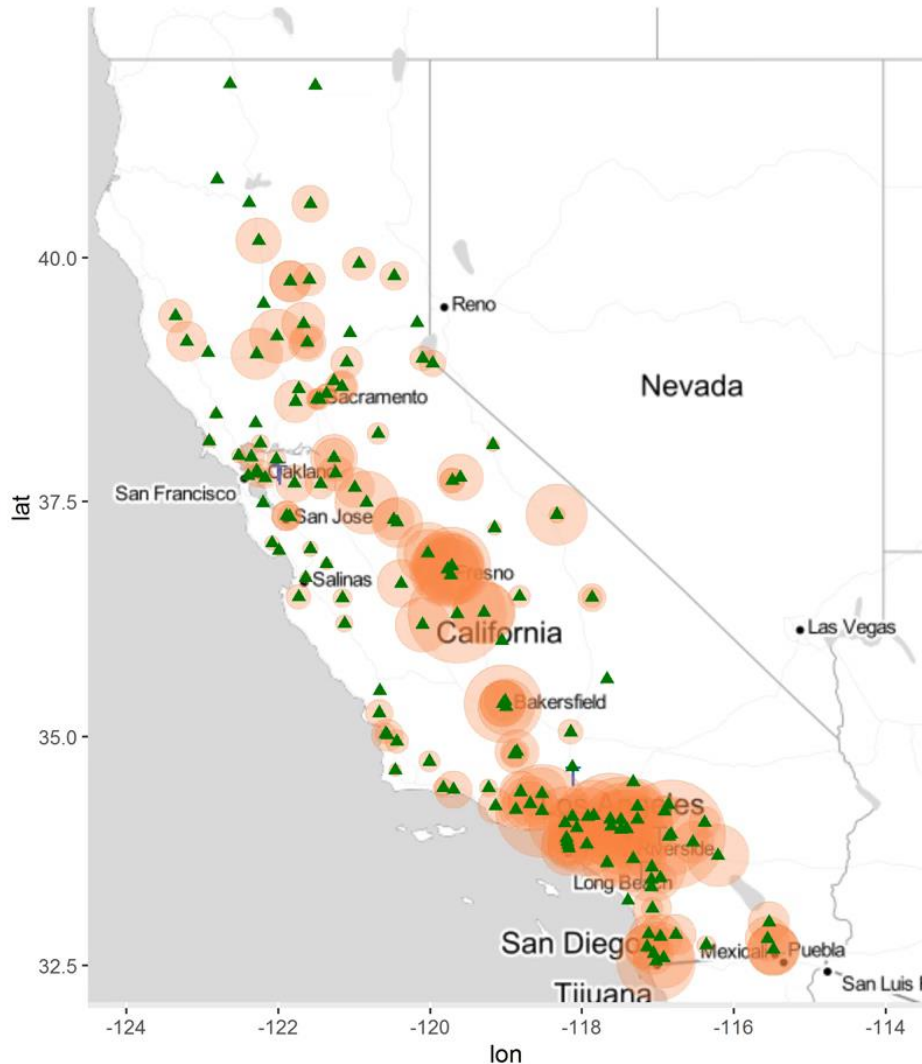 40.0
Reno
Nevada
Sacramento
Oakland
37.5
San Francisco
San Jose
lat
Salinas
Fresno
Las Vegas
California
Bakersfield
35.0
Los Angeles
Riverside
Long Beach
San Diego
Mexicali
Puebla
32.5
San Luis
Tijuana
-124
-122
-120
-118
-116
-114
lon